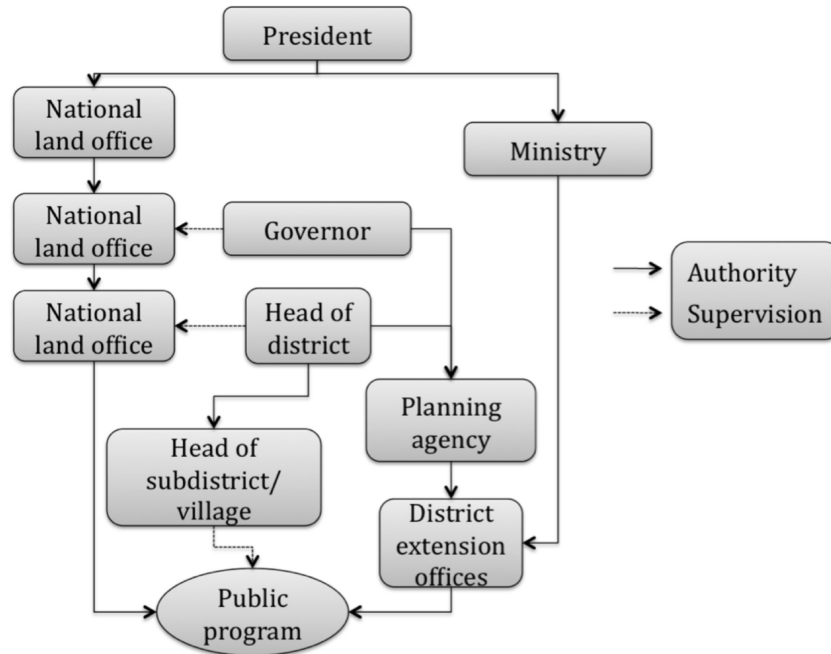 President
National
land office
Ministry
National
land office
Governor
Authority
Supervision
National
land office
Head of
district
Planning
agency
Head of
subdistrict/
village
District
extension
offices
Public
program